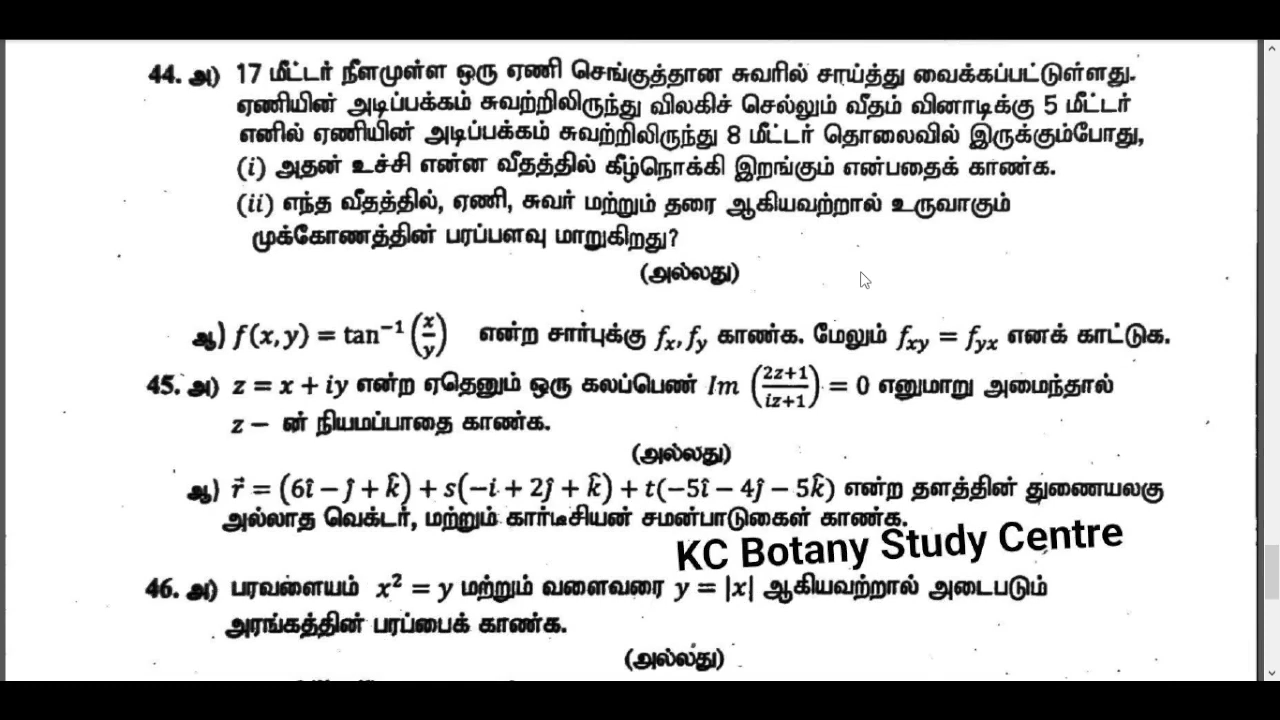 44. அ) 17 மீட்டர் நீளமுள்ள ஒரு ஏணி செங்குத்தான சுவரில் சாய்த்து வைக்கப்பட்டுள்ளது.
ஏணியின் அடிப்பக்கம் சுவற்றிலிருந்து விலகிச் செல்லும் வீதம் வினாடிக்கு 5 மீட்டர்
எனில் ஏணியின் அடிப்பக்கம் சுவற்றிலிருந்து 8 மீட்டர் தொலைவில் இருக்கும்போது,
(i) அதன் உச்சி என்ன வீதத்தில் கீழ்நொக்கி இறங்கும் என்பதைக் காண்க.
(ii) எந்த வீதத்தில், ஏணி, சுவர் மற்றும் தரை ஆகியவற்றால் உருவாகும்
முக்கோணத்தின் பரப்பளவு மாறுகிறது?
(அல்லது)
ஆ) f(x, y) = tan⁻¹ (x/y) என்ற சார்புக்கு fₓ, f_y காண்க. மேலும் f_xy = f_yx எனக் காட்டுக.
45. அ) z = x + iy என்ற ஏதெனும் ஒரு கலப்பெண் Im ((2z+1)/(iz+1)) = 0 எனுமாறு அமைந்தால்
z − ன் நியமப்பாதை காண்க.
(அல்லது)
ஆ) r⃗ = (6î − ĵ + k̂) + s(−i + 2ĵ + k̂) + t(−5î − 4ĵ − 5k̂) என்ற தளத்தின் துணையலகு
அல்லாத வெக்டர், மற்றும் கார்டீசியன் சமன்பாடுகைள் காண்க.
KC Botany Study Centre
46. அ) பரவளையம் x² = y மற்றும் வளைவரை y = |x| ஆகியவற்றால் அடைபடும்
அரங்கத்தின் பரப்பைக் காண்க.
(அல்லது)